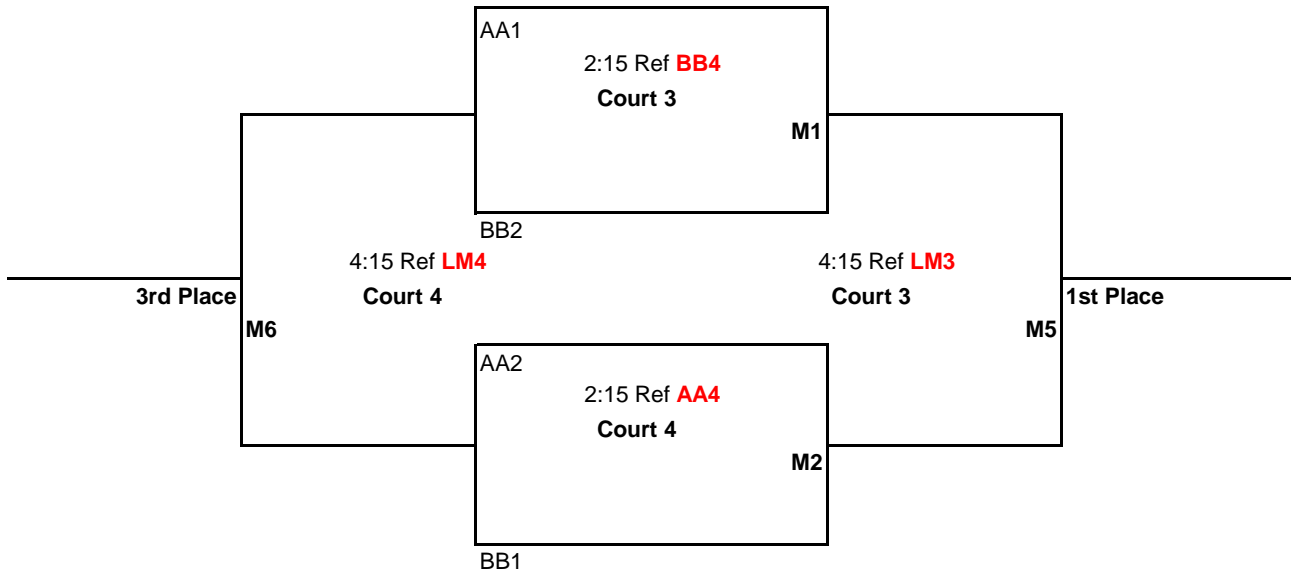 AA1
2:15 Ref BB4
Court 3
M1
BB2
4:15 Ref LM4
Court 4
4:15 Ref LM3
Court 3
3rd Place
1st Place
M6
M5
AA2
2:15 Ref AA4
Court 4
M2
BB1